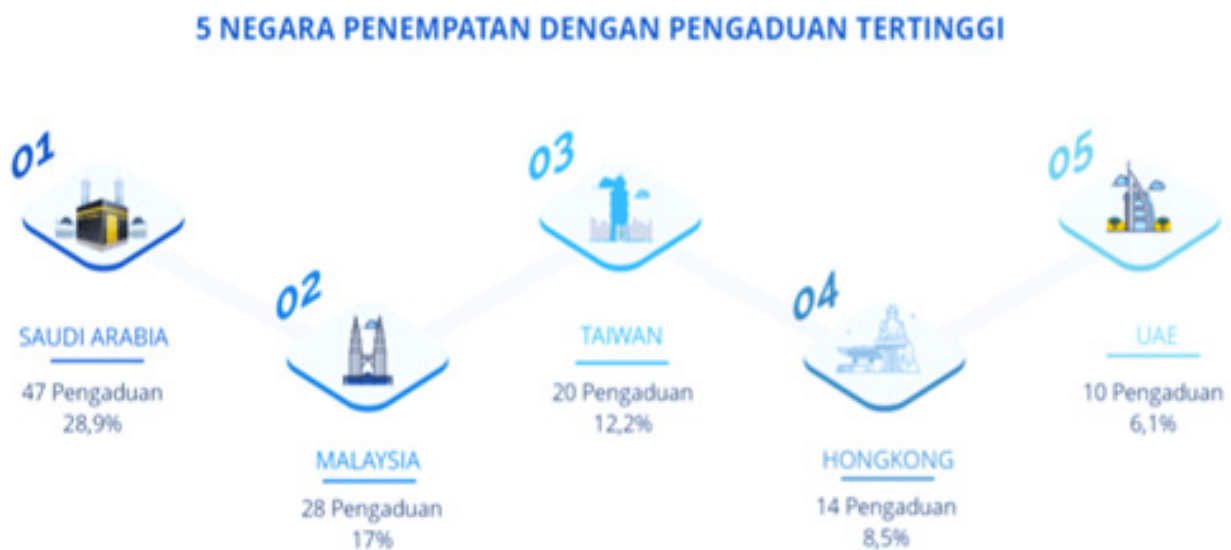 5 NEGARA PENEMPATAN DENGAN PENGADUAN TERTINGGI
01
SAUDI ARABIA
47 Pengaduan
28,9%
02
MALAYSIA
28 Pengaduan
17%
03
TAIWAN
20 Pengaduan
12,2%
04
HONGKONG
14 Pengaduan
8,5%
05
UAE
10 Pengaduan
6,1%